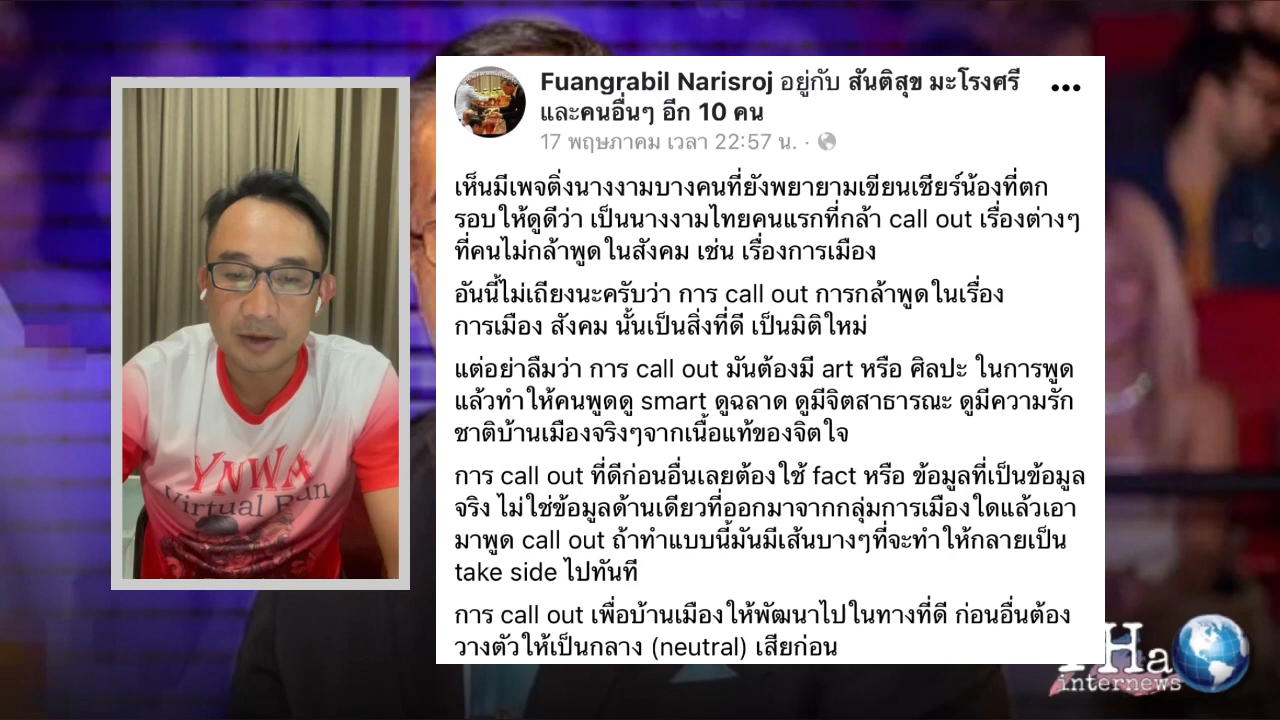 Fuangrabil Narisroj อยู่กับ สันติสุข มะโรงศรี
และคนอื่นๆ อีก 10 คน
17 พฤษภาคม เวลา 22:57 น. ·
เห็นมีเพจติ่งนางงามบางคนที่ยังพยายามเขียนเชียร์น้องที่ตก
รอบให้ดูดีว่า เป็นนางงามไทยคนแรกที่กล้า call out เรื่องต่างๆ
ที่คนไม่กล้าพูดในสังคม เช่น เรื่องการเมือง
อันนี้ไม่เถียงนะครับว่า การ call out การกล้าพูดในเรื่อง
การเมือง สังคม นั้นเป็นสิ่งที่ดี เป็นมิติใหม่
แต่อย่าลืมว่า การ call out มันต้องมี art หรือ ศิลปะ ในการพูด
แล้วทำให้คนพูดดู smart ดูฉลาด ดูมีจิตสาธารณะ ดูมีความรัก
ชาติบ้านเมืองจริงๆจากเนื้อแท้ของจิตใจ
การ call out ที่ดีก่อนอื่นเลยต้องใช้ fact หรือ ข้อมูลที่เป็นข้อมูล
จริง ไม่ใช่ข้อมูลด้านเดียวที่ออกมาจากกลุ่มการเมืองใดแล้วเอา
มาพูด call out ถ้าทำแบบนี้มันมีเส้นบางๆที่จะทำให้กลายเป็น
take side ไปทันที
การ call out เพื่อบ้านเมืองให้พัฒนาไปในทางที่ดี ก่อนอื่นต้อง
วางตัวให้เป็นกลาง (neutral) เสียก่อน
YNWA
Virtual Run
Ha
internews